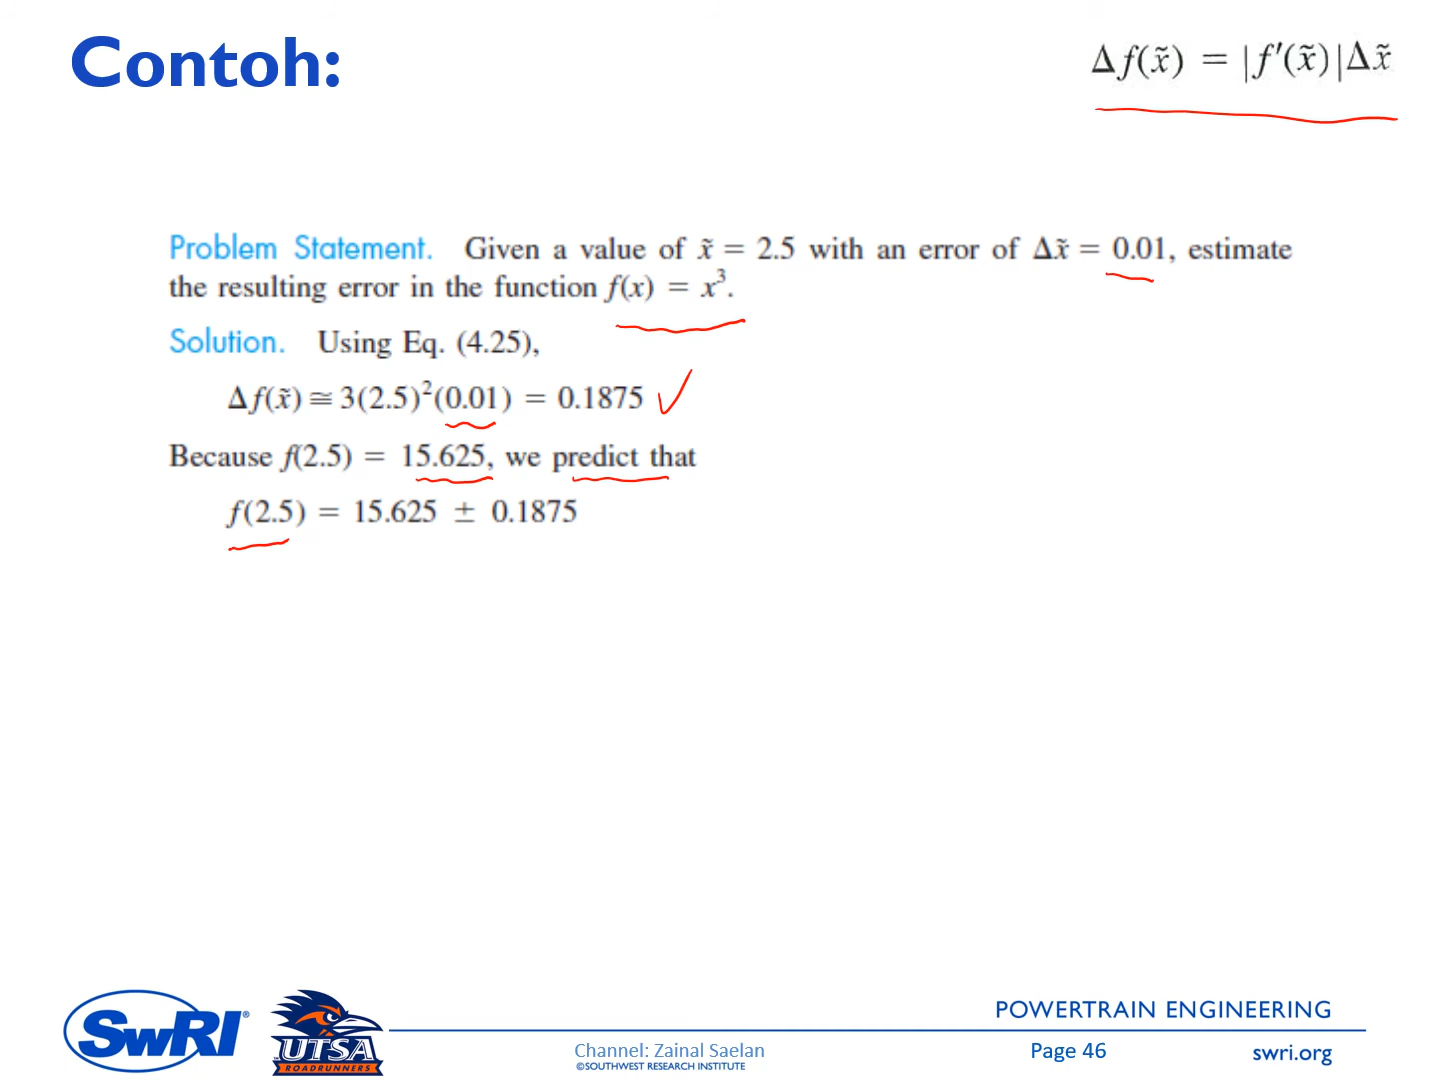 Contoh:
Δf(x̃) = |f′(x̃)|Δx̃
Problem Statement. Given a value of x̃ = 2.5 with an error of Δx̃ = 0.01, estimate
the resulting error in the function f(x) = x³.
Solution. Using Eq. (4.25),
Δf(x̃) ≅ 3(2.5)²(0.01) = 0.1875 ✓
Because f(2.5) = 15.625, we predict that
f(2.5) = 15.625 ± 0.1875
SwRI®
UTSA
ROADRUNNERS
POWERTRAIN ENGINEERING
Channel: Zainal Saelan
©SOUTHWEST RESEARCH INSTITUTE
Page 46
swri.org